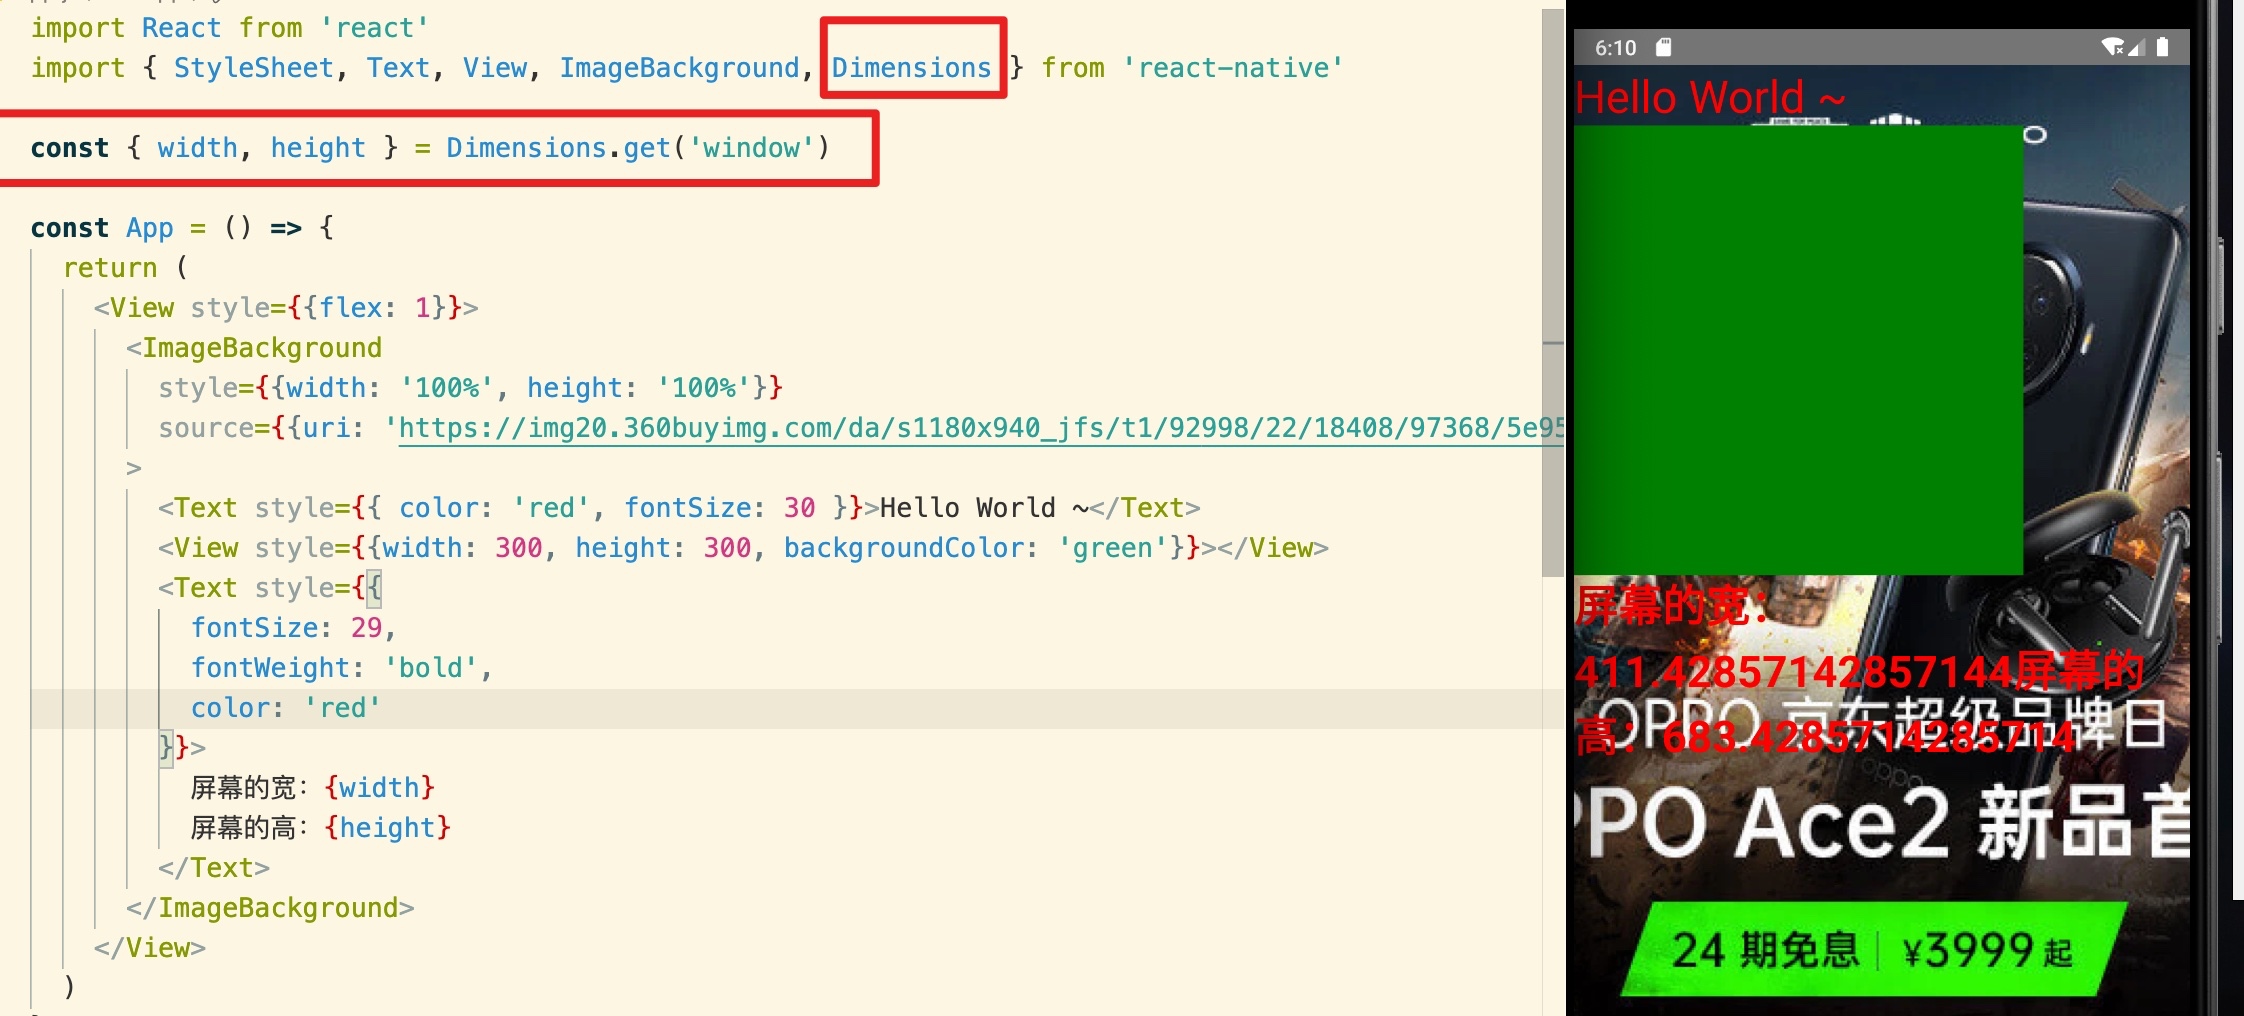 import React from 'react'
import { StyleSheet, Text, View, ImageBackground, Dimensions } from 'react-native'
const { width, height } = Dimensions.get('window')
const App = () => {
return (
<View style={{flex: 1}}>
<ImageBackground
style={{width: '100%', height: '100%'}}
source={{uri: 'https://img20.360buyimg.com/da/s1180x940_jfs/t1/92998/22/18408/97368/5e95
>
<Text style={{ color: 'red', fontSize: 30 }}>Hello World ~</Text>
<View style={{width: 300, height: 300, backgroundColor: 'green'}}></View>
<Text style={{
fontSize: 29,
fontWeight: 'bold',
color: 'red'
}}>
屏幕的宽：{width}
屏幕的高：{height}
</Text>
</ImageBackground>
</View>
)
6:10
Hello World ~
屏幕的宽：
411.42857142857144屏幕的
高：683.4285714285714
OPPO 京东超级品牌日
oppo
PPO Ace2 新品首
24 期免息 | ¥3999 起